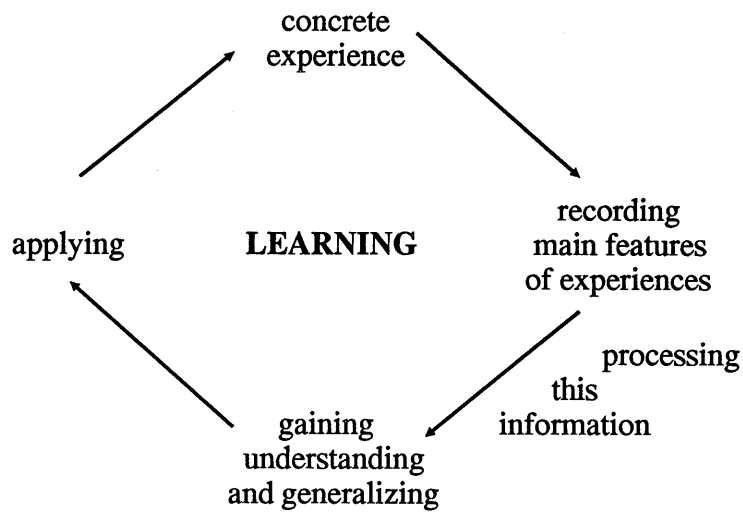 concrete
experience
recording
main features
of experiences
applying
LEARNING
processing
this
information
gaining
understanding
and generalizing